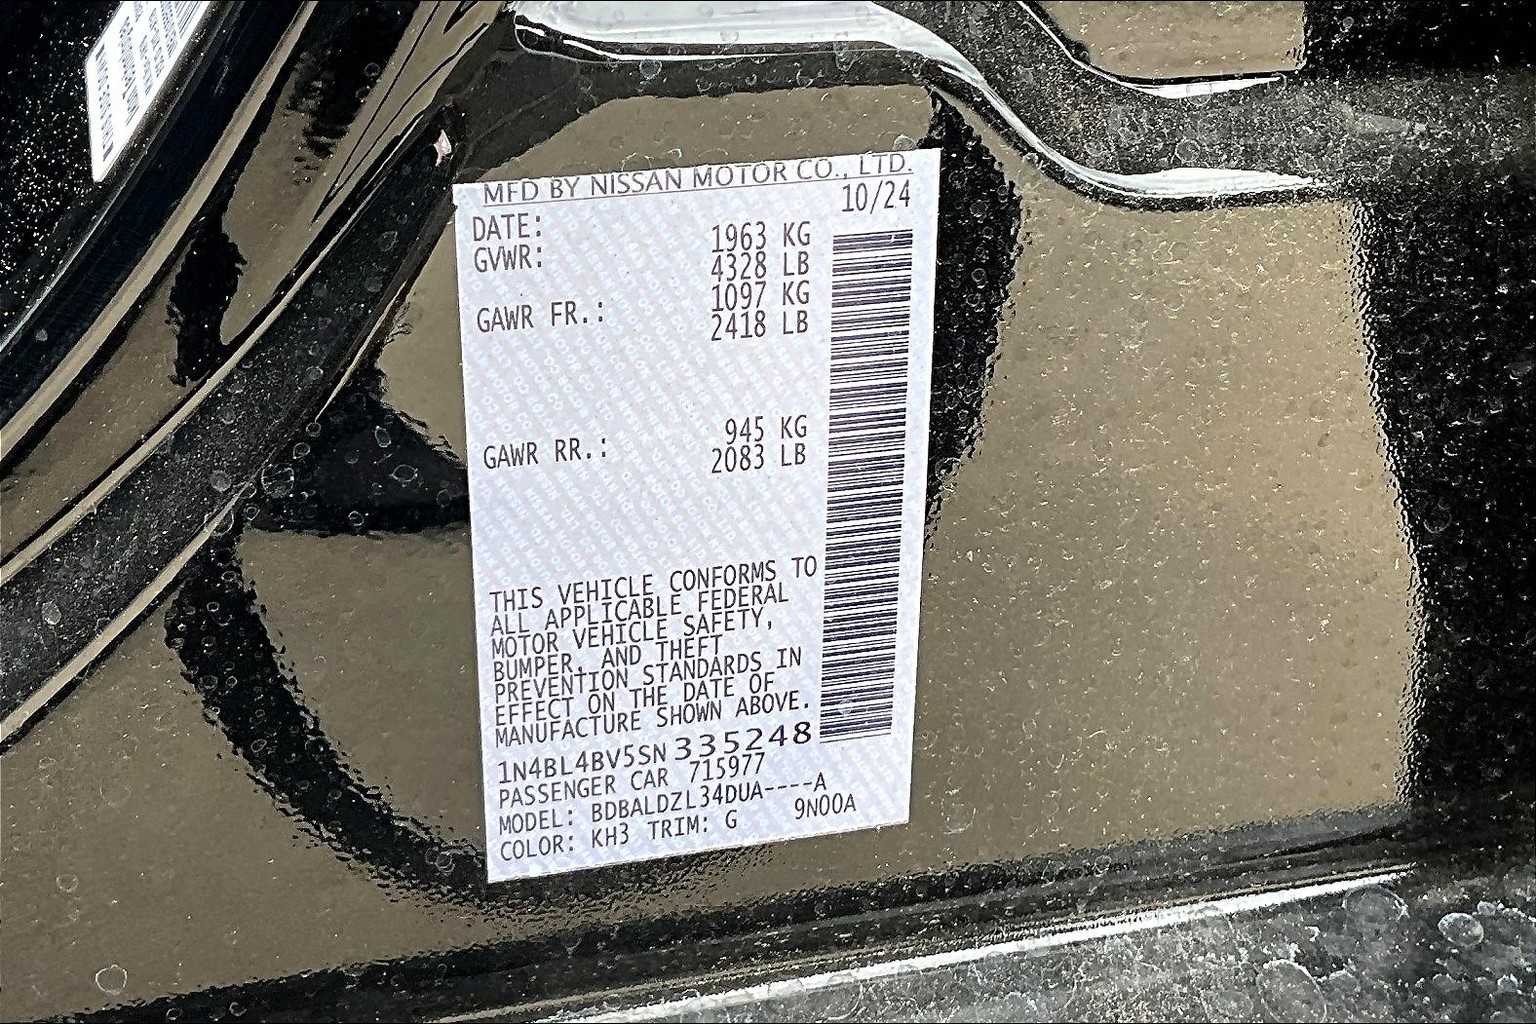 MFD BY NISSAN MOTOR CO., LTD.
DATE: 10/24
GVWR: 1963 KG
4328 LB
GAWR FR.: 1097 KG
2418 LB
GAWR RR.: 945 KG
2083 LB
THIS VEHICLE CONFORMS TO
ALL APPLICABLE FEDERAL
MOTOR VEHICLE SAFETY,
BUMPER, AND THEFT
PREVENTION STANDARDS IN
EFFECT ON THE DATE OF
MANUFACTURE SHOWN ABOVE.
1N4BL4BV5SN335248
PASSENGER CAR 715977
MODEL: BDBALDZL34DUA----A
COLOR: KH3 TRIM: G 9N00A